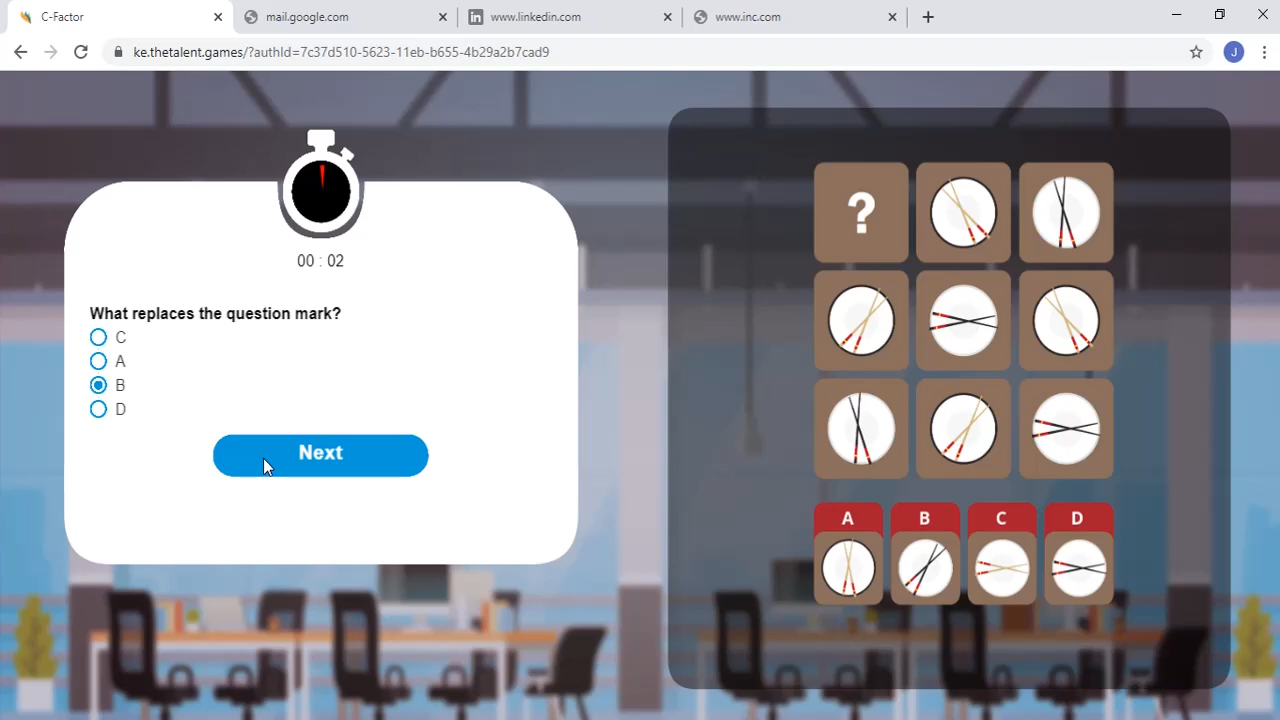 C-Factor
mail.google.com
www.linkedin.com
www.inc.com
ke.thetalent.games/?authId=7c37d510-5623-11eb-b655-4b29a2b7cad9
J
00 : 02
What replaces the question mark?
C
A
B
D
Next
?
A B C D